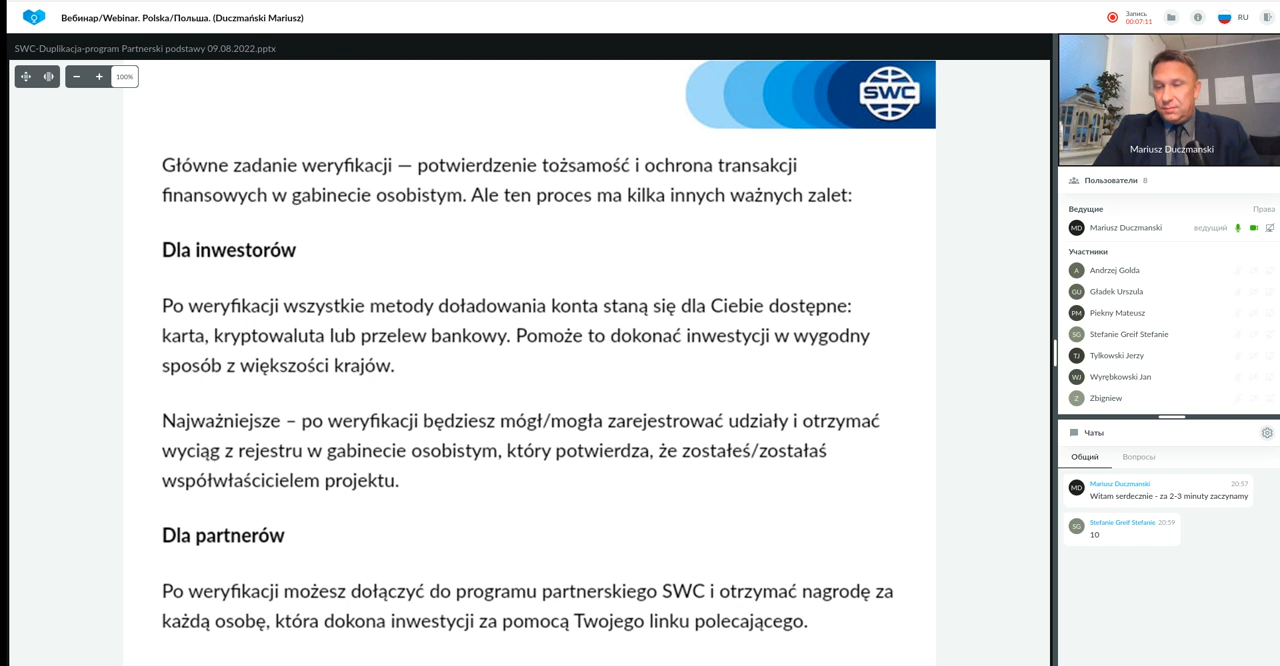 Вебинар/Webinar. Polska/Польша. (Duczmański Mariusz)
Запись
00:07:11
RU
SWC-Duplikacja-program Partnerski podstawy 09.08.2022.pptx
100%
SWC
Główne zadanie weryfikacji — potwierdzenie tożsamość i ochrona transakcji
finansowych w gabinecie osobistym. Ale ten proces ma kilka innych ważnych zalet:
Dla inwestorów
Po weryfikacji wszystkie metody doładowania konta staną się dla Ciebie dostępne:
karta, kryptowaluta lub przelew bankowy. Pomoże to dokonać inwestycji w wygodny
sposób z większości krajów.
Najważniejsze – po weryfikacji będziesz mógł/mogła zarejestrować udziały i otrzymać
wyciąg z rejestru w gabinecie osobistym, który potwierdza, że zostałeś/zostałaś
współwłaścicielem projektu.
Dla partnerów
Po weryfikacji możesz dołączyć do programu partnerskiego SWC i otrzymać nagrodę za
każdą osobę, która dokona inwestycji za pomocą Twojego linku polecającego.
Mariusz Duczmanski
Пользователи 8
Ведущие Права
MD Mariusz Duczmanski ведущий
Участники
A Andrzej Golda
GU Gładek Urszula
PM Piekny Mateusz
SG Stefanie Greif Stefanie
TJ Tylkowski Jerzy
WJ Wyrębkowski Jan
Z Zbigniew
Чаты
Общий Вопросы
MD Mariusz Duczmanski 20:57
Witam serdecznie - za 2-3 minuty zaczynamy
SG Stefanie Greif Stefanie 20:59
10